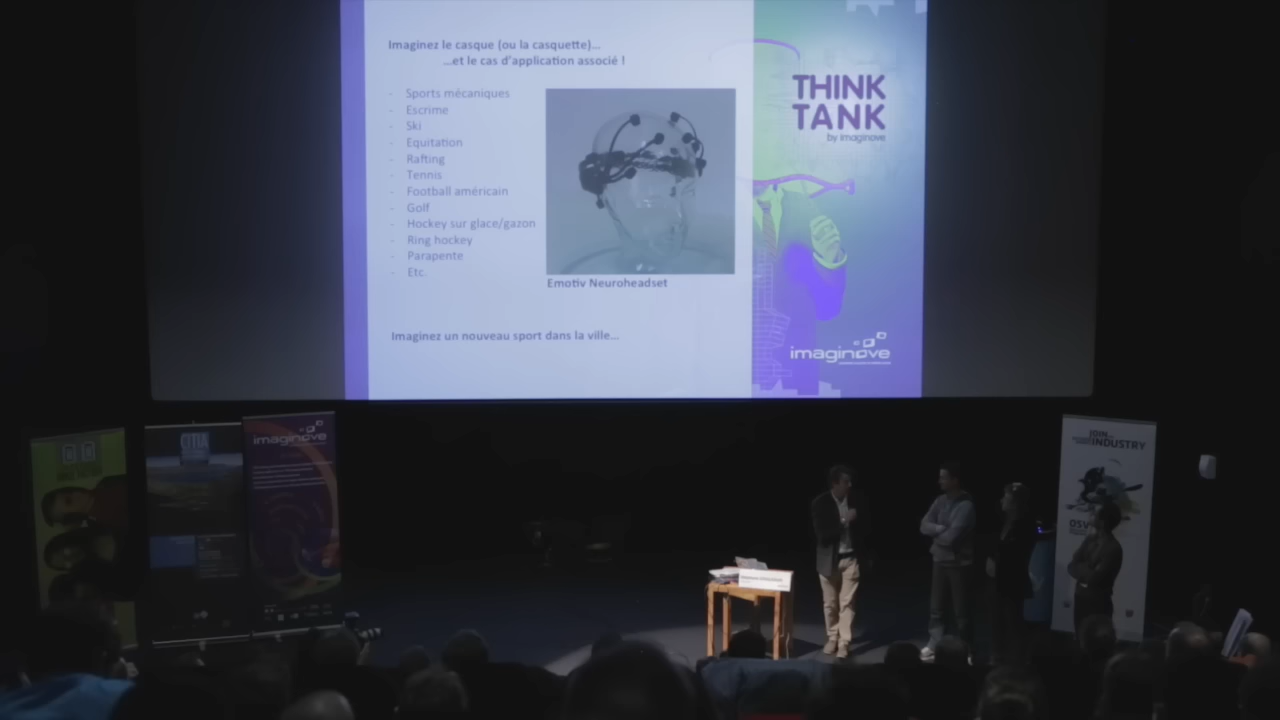 Imaginez le casque (ou la casquette)...
...et le cas d'application associé !
- Sports mécaniques
- Escrime
- Ski
- Equitation
- Rafting
- Tennis
- Football américain
- Golf
- Hockey sur glace/gazon
- Ring hockey
- Parapente
- Etc.
Emotiv Neuroheadset
Imaginez un nouveau sport dans la ville...
THINK
TANK
by imaginove
imaginove
CITIA
imaginove
JOIN
INDUSTRY